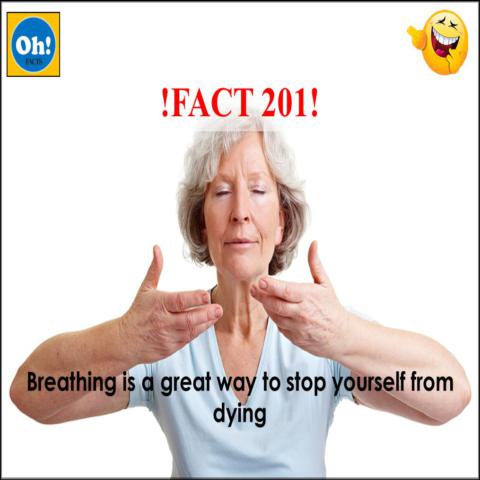 Oh!
FACTS
!FACT 201!
Breathing is a great way to stop yourself from
dying